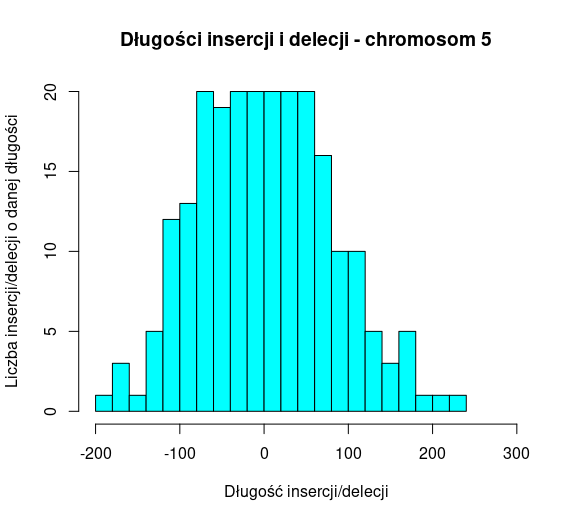 Długości insercji i delecji - chromosom 5
Liczba insercji/delecji o danej długości
20
15
10
5
0
-200 -100 0 100 200 300
Długość insercji/delecji